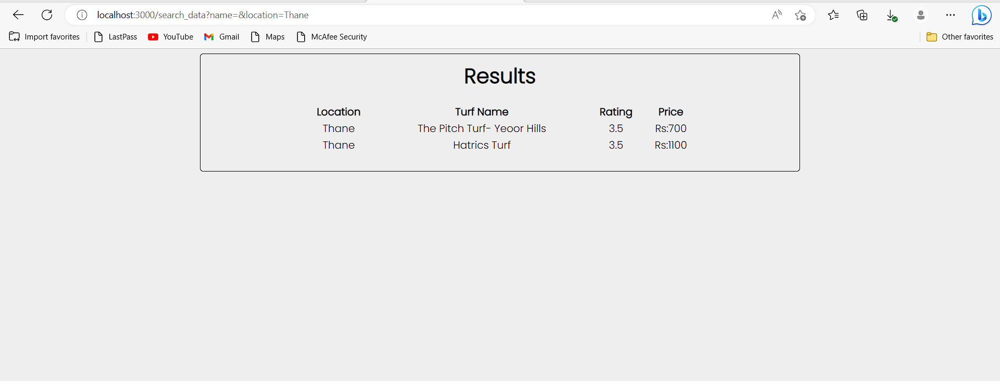 localhost:3000/search_data?name=&location=Thane
Import favorites LastPass YouTube Gmail Maps McAfee Security Other favorites
Results
Location Turf Name Rating Price
Thane The Pitch Turf- Yeoor Hills 3.5 Rs:700
Thane Hatrics Turf 3.5 Rs:1100